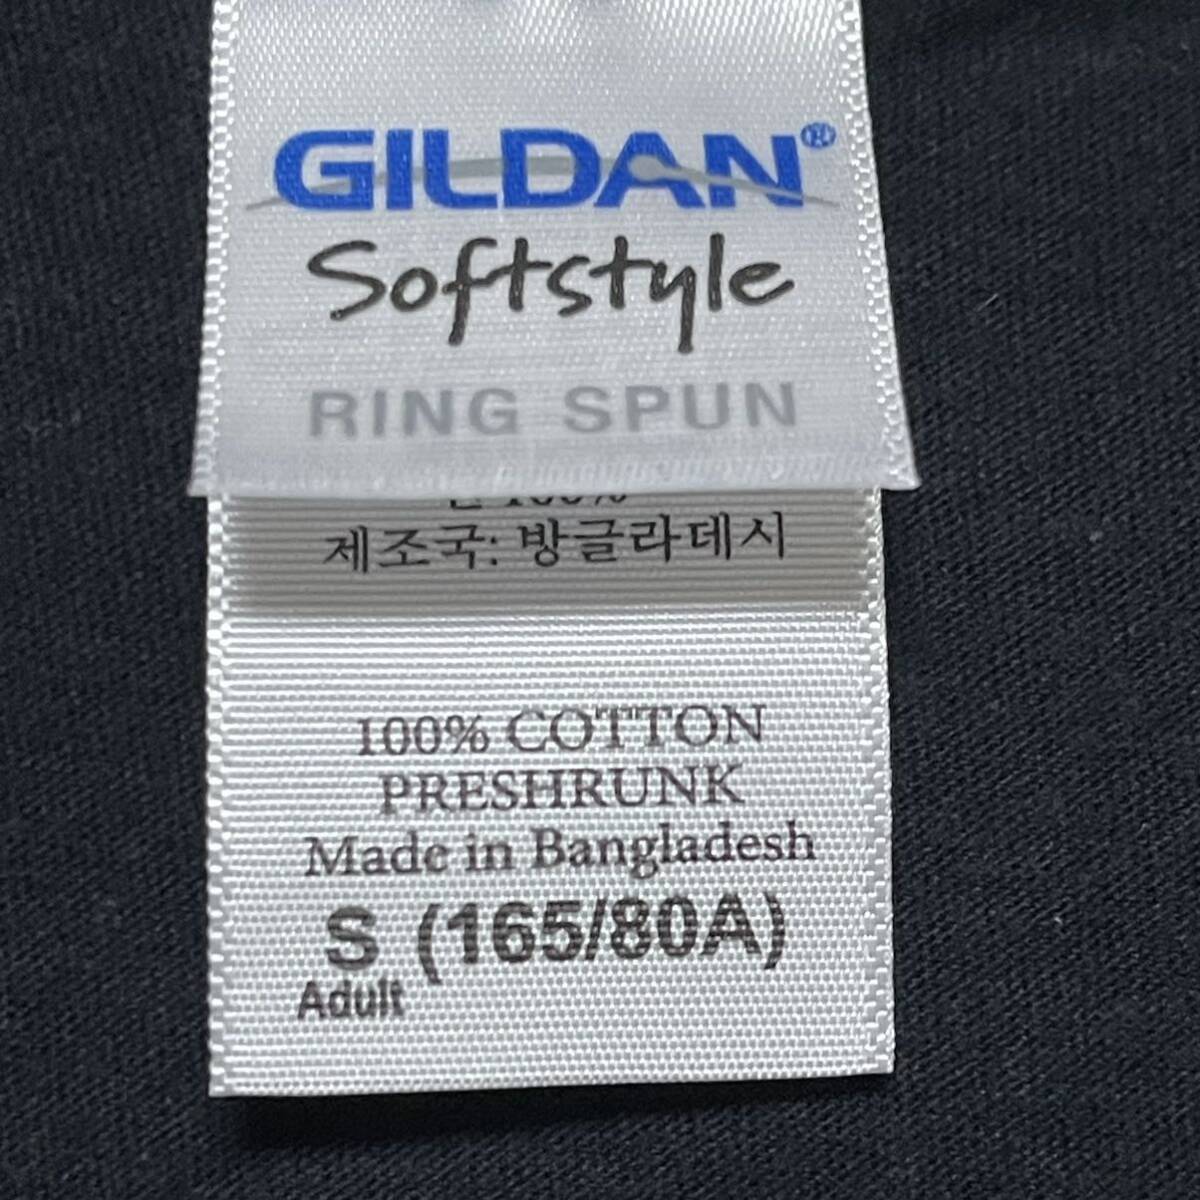 GILDAN®
Softstyle
RING SPUN
제조국: 방글라데시
100% COTTON
PRESHRUNK
Made in Bangladesh
S (165/80A)
Adult